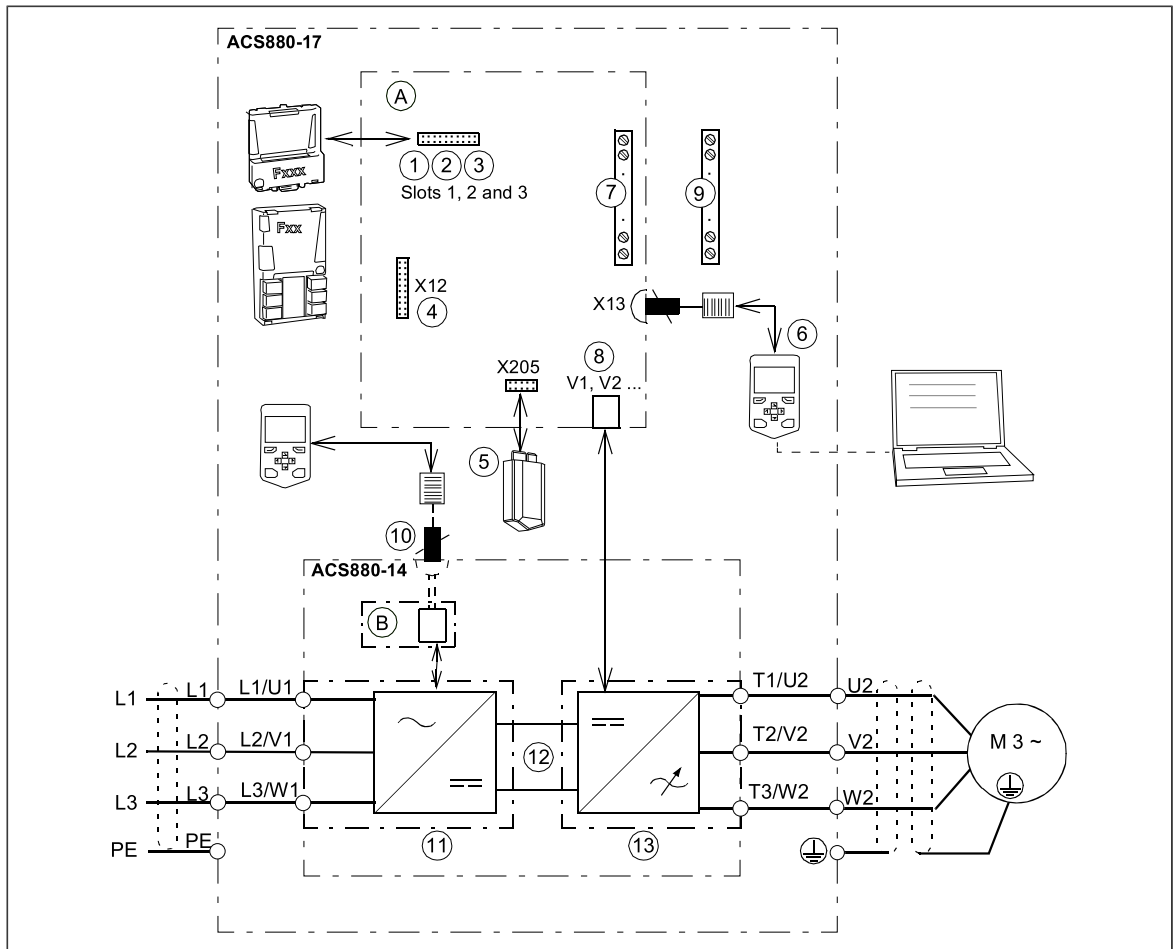 ACS880-17
A
Fxxx
1 2 3
Slots 1, 2 and 3
7
9
Fxx
X12
4
X13
6
8
X205
V1, V2 ...
5
10
ACS880-14
B
L1 L1 L1/U1 T1/U2 U2
L2 L2 L2/V1 12 T2/V2 V2 M 3 ~
L3 L3 L3/W1 T3/W2 W2
PE PE
11 13